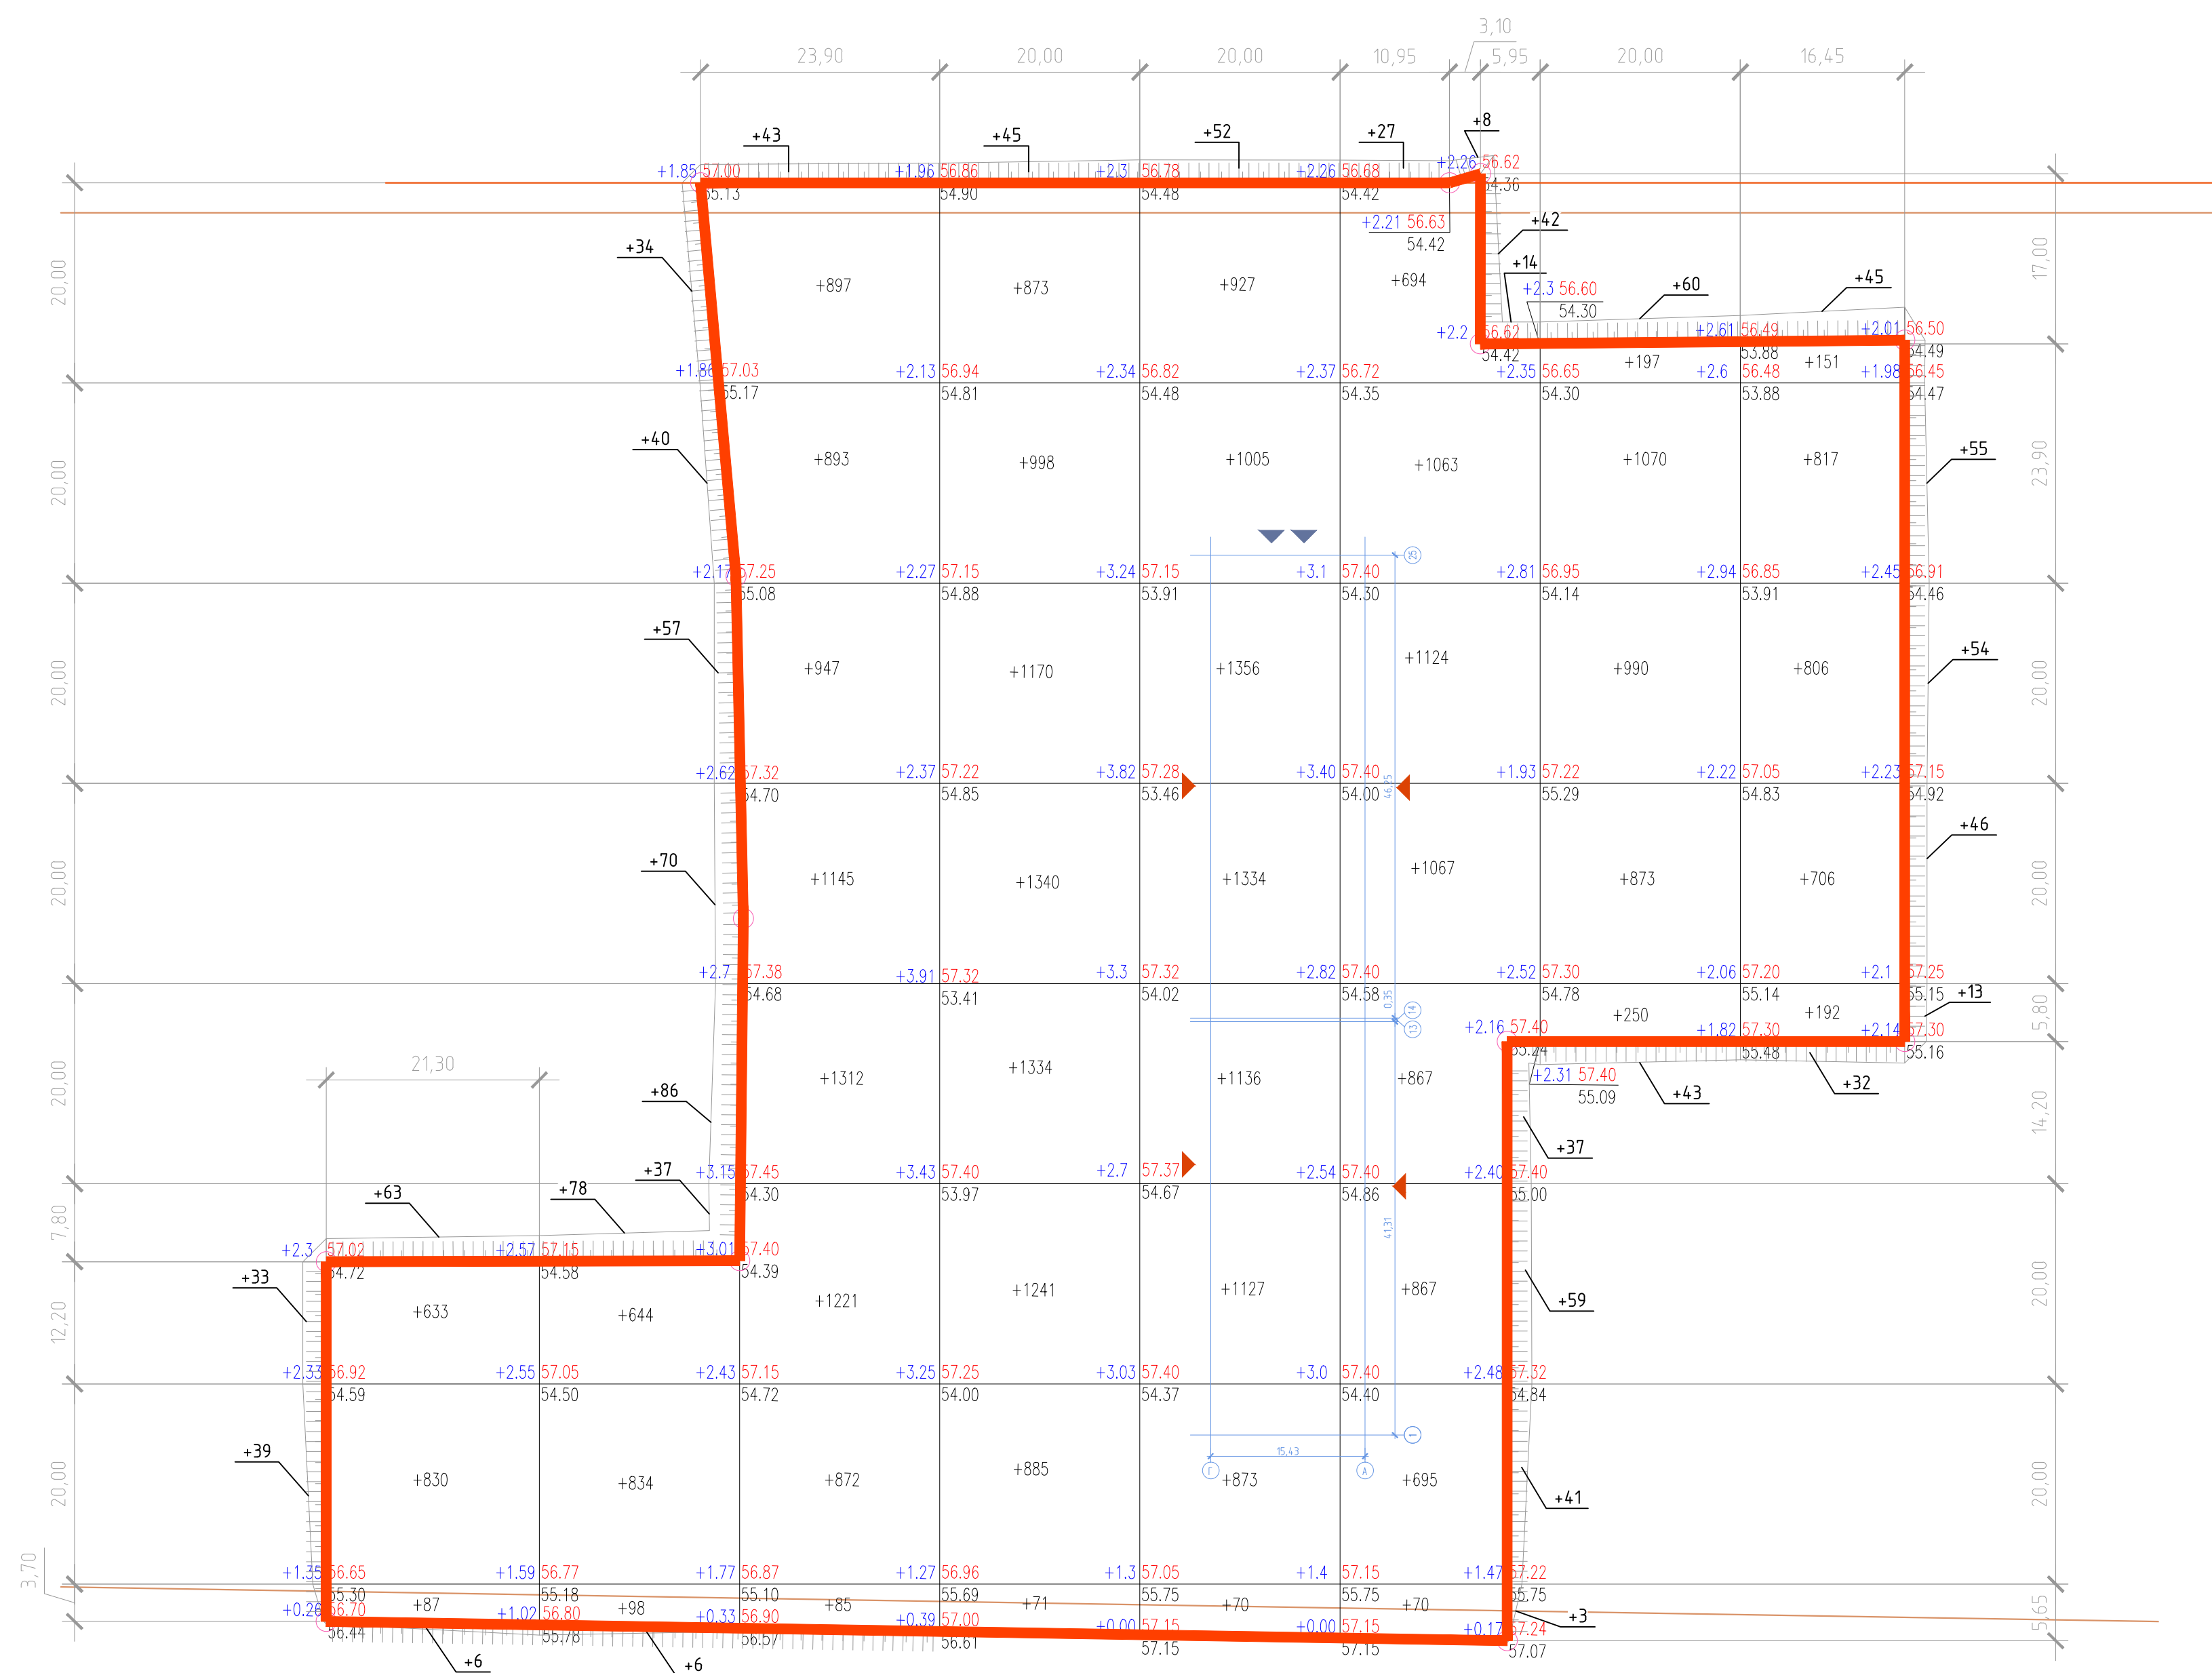 3,10
23,90 20,00 20,00 10,95 5,95 20,00 16,45
+43 +45 +52 +27 +8
+1.85 57.00 +1.96 56.86 +2.3 56.78 +2.26 56.68 +2.26 56.62
55.13 54.90 54.48 54.42 54.36
+2.21 56.63 +42
+34 54.42
20,00 17,00
+14
+897 +873 +927 +694 +2.3 56.60 +60 +45
54.30
+2.2 56.62 +2.61 56.49 +2.01 56.50
54.42 53.88 54.49
+197 +151
+1.86 57.03 +2.13 56.94 +2.34 56.82 +2.37 56.72 +2.35 56.65 +2.6 56.48 +1.98 56.45
55.17 54.81 54.48 54.35 54.30 53.88 54.47
+40 +55
20,00 +893 +998 +1005 +1063 +1070 +817 23,90
25
+2.17 57.25 +2.27 57.15 +3.24 57.15 +3.1 57.40 +2.81 56.95 +2.94 56.85 +2.45 56.91
55.08 54.88 53.91 54.30 54.14 53.91 54.46
+57 +54
20,00 +947 +1170 +1356 +1124 +990 +806 20,00
+2.62 57.32 +2.37 57.22 +3.82 57.28 +3.40 57.40 +1.93 57.22 +2.22 57.05 +2.23 57.15
46,25
54.70 54.85 53.46 54.00 55.29 54.83 54.92
+70 +46
20,00 +1145 +1340 +1334 +1067 +873 +706 20,00
+2.7 57.38 +3.91 57.32 +3.3 57.32 +2.82 57.40 +2.52 57.30 +2.06 57.20 +2.1 57.25
54.68 53.41 54.02 54.58 54.78 55.14 55.15
+13
0,35 14
13
+250 +192 5,80
+2.16 57.40 +1.82 57.30 +2.14 57.30
55.24 55.48 55.16
21,30
20,00 +86 +1312 +1334 +1136 +867 +2.31 57.40 +43 +32 14,20
55.09
+37
+37
+3.15 57.45 +3.43 57.40 +2.7 57.37 +2.54 57.40 +2.40 57.40
54.30 53.97 54.67 54.86 55.00
+63 +78
7,80 41,31
+2.3 57.02 +2.57 57.15 +3.01 57.40
54.72 54.58 54.39
+33 +59
12,20 +633 +644 +1221 +1241 +1127 +867 20,00
+2.33 56.92 +2.55 57.05 +2.43 57.15 +3.25 57.25 +3.03 57.40 +3.0 57.40 +2.48 57.32
54.59 54.50 54.72 54.00 54.37 54.40 54.84
1
+39 15,43
Г А
20,00 +830 +834 +872 +885 +873 +695 +41 20,00
+1.35 56.65 +1.59 56.77 +1.77 56.87 +1.27 56.96 +1.3 57.05 +1.4 57.15 +1.47 57.22
3,70 55.30 55.18 55.10 55.69 55.75 55.75 55.75
+87 +98 +85 +71 +70 +70 +3 5,65
+0.26 56.70 +1.02 56.80 +0.33 56.90 +0.39 57.00 +0.00 57.15 +0.00 57.15 +0.17 57.24
56.44 55.78 56.57 56.61 57.15 57.15 57.07
+6 +6